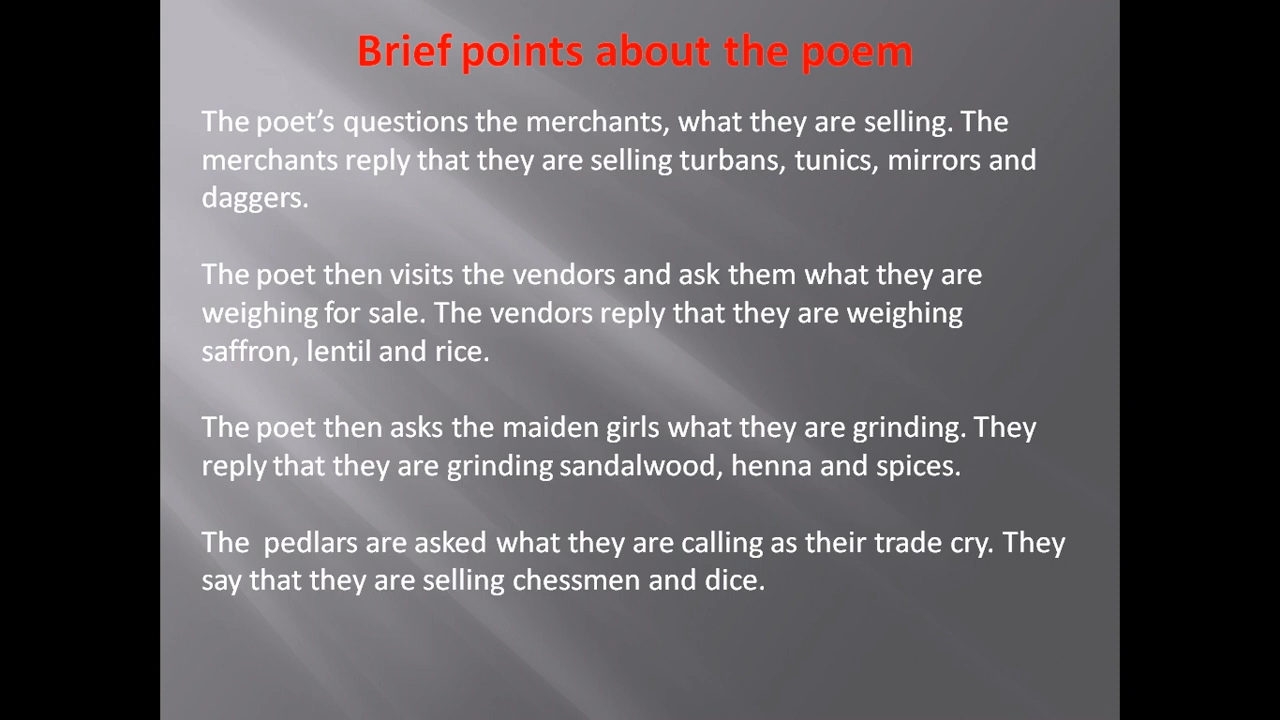 Brief points about the poem
The poet’s questions the merchants, what they are selling. The
merchants reply that they are selling turbans, tunics, mirrors and
daggers.
The poet then visits the vendors and ask them what they are
weighing for sale. The vendors reply that they are weighing
saffron, lentil and rice.
The poet then asks the maiden girls what they are grinding. They
reply that they are grinding sandalwood, henna and spices.
The  pedlars are asked what they are calling as their trade cry. They
say that they are selling chessmen and dice.